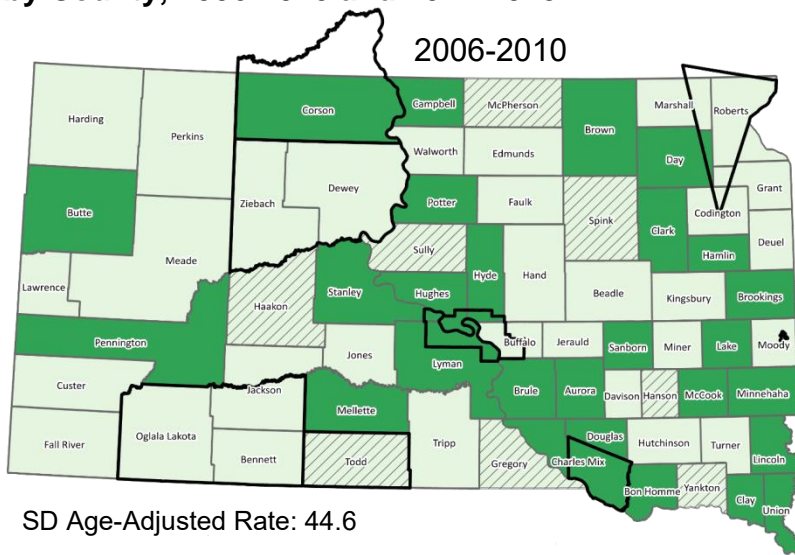 by County,
2006-2010
Harding
Perkins
Corson
Campbell
McPherson
Brown
Marshall
Roberts
Walworth
Edmunds
Day
Butte
Ziebach
Dewey
Potter
Faulk
Spink
Clark
Codington
Grant
Meade
Sully
Hyde
Hand
Hamlin
Deuel
Lawrence
Haakon
Stanley
Hughes
Beadle
Kingsbury
Brookings
Pennington
Jones
Lyman
Buffalo
Jerauld
Sanborn
Miner
Lake
Moody
Custer
Jackson
Mellette
Brule
Aurora
Davison
Hanson
McCook
Minnehaha
Fall River
Oglala Lakota
Bennett
Todd
Tripp
Gregory
Charles Mix
Douglas
Hutchinson
Turner
Lincoln
Bon Homme
Yankton
Clay
Union
SD Age-Adjusted Rate: 44.6